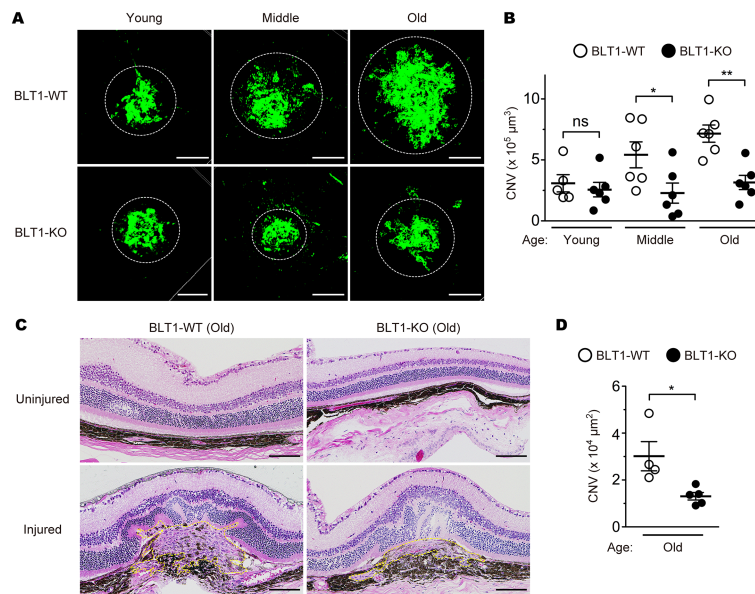 A
Young
Middle
Old
BLT1-WT
BLT1-KO
B
BLT1-WT
BLT1-KO
CNV (x 10⁵ µm³)
10
5
0
ns
*
**
Age:
Young
Middle
Old
C
BLT1-WT (Old)
BLT1-KO (Old)
Uninjured
Injured
D
BLT1-WT
BLT1-KO
CNV (x 10⁴ µm²)
6
4
2
0
*
Age:
Old